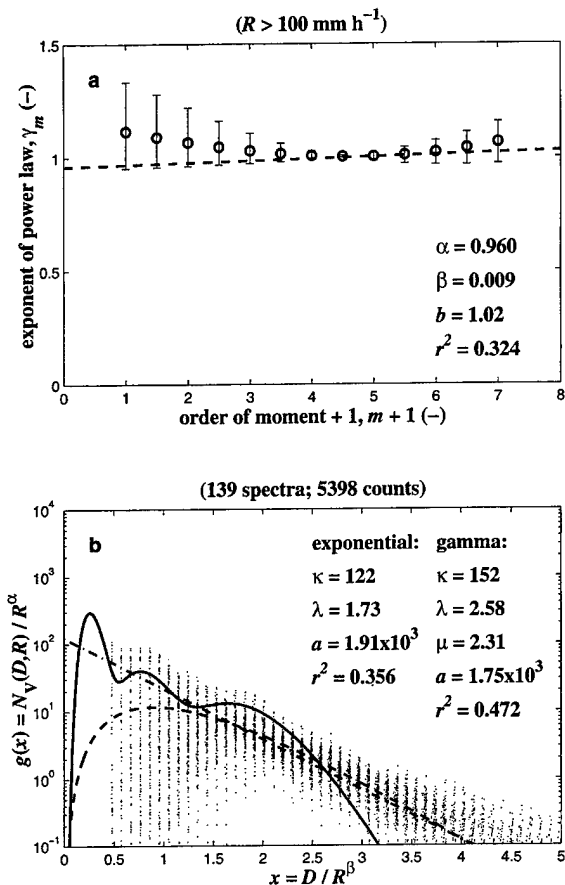 (R > 100 mm h⁻¹)
a
exponent of power law, γₘ (–)
1.5
1
0.5
0
α = 0.960
β = 0.009
b = 1.02
r² = 0.324
0 1 2 3 4 5 6 7 8
order of moment + 1, m + 1 (–)
(139 spectra; 5398 counts)
b
g(x) = N_V(D,R) / R^α
10⁴
10³
10²
10¹
10⁰
10⁻¹
exponential: gamma:
κ = 122 κ = 152
λ = 1.73 λ = 2.58
a = 1.91x10³ μ = 2.31
r² = 0.356 a = 1.75x10³
r² = 0.472
0 0.5 1 1.5 2 2.5 3 3.5 4 4.5 5
x = D / R^β